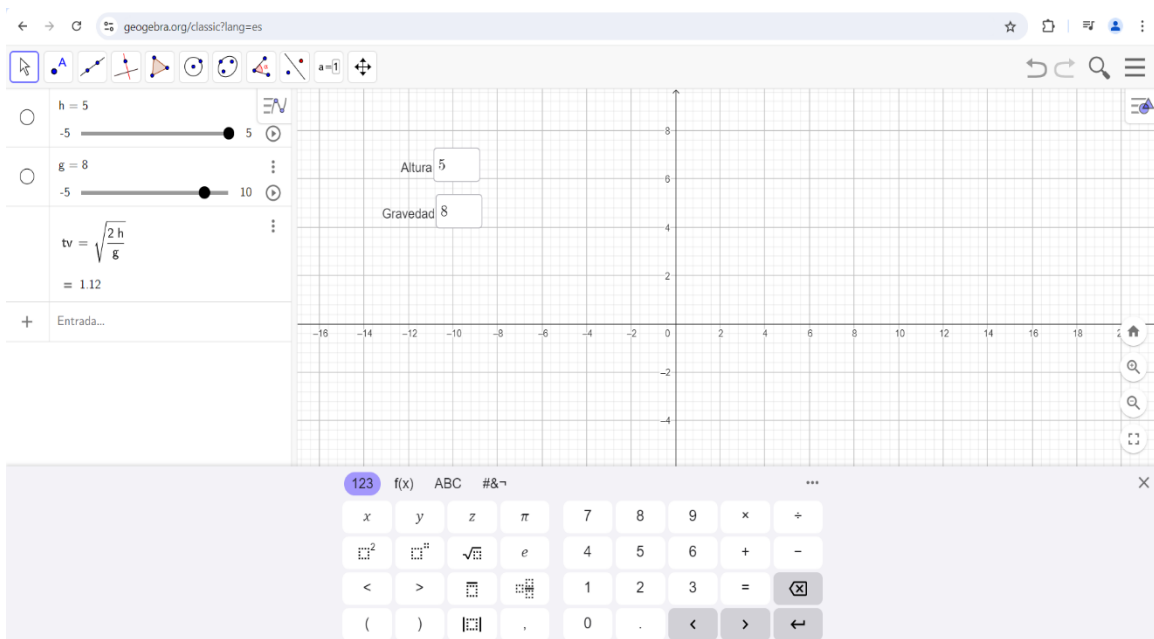 geogebra.org/classic?lang=es
A
a=1
h = 5
-5 5
g = 8
-5 10
tv = √(2 h / g)
= 1.12
+ Entrada...
Altura 5
Gravedad 8
8
6
4
2
-16 -14 -12 -10 -8 -6 -4 -2 0 2 4 6 8 10 12 14 16 18
-2
-4
123 f(x) ABC #&¬
x y z π 7 8 9 × ÷
□² □^□ √□ e 4 5 6 + −
< > 1 2 3 =
( ) |□| , 0 . < >